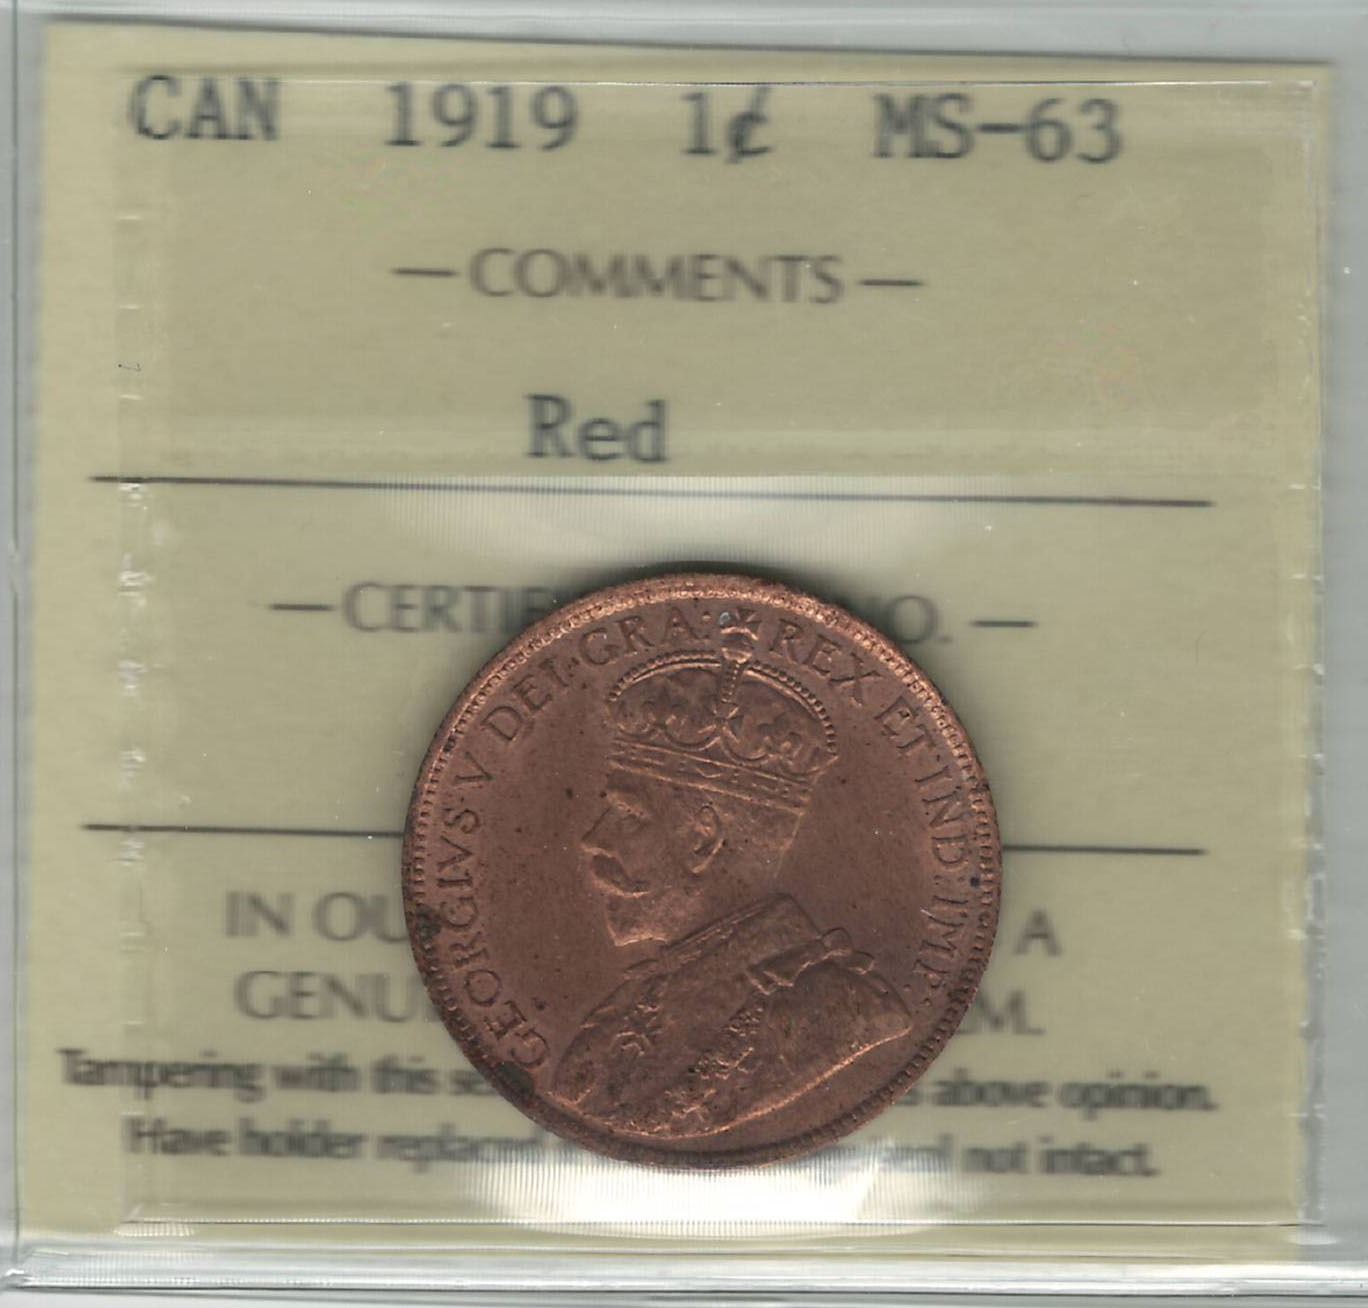 CAN 1919 1¢ MS-63
— COMMENTS —
Red
— CERTIF O. —
GEORGIVS V DEI GRA: REX ET IND: IMP:
IN OU A
GENU M.
Tampering with this se s above opinion.
Have holder replaced not intact.